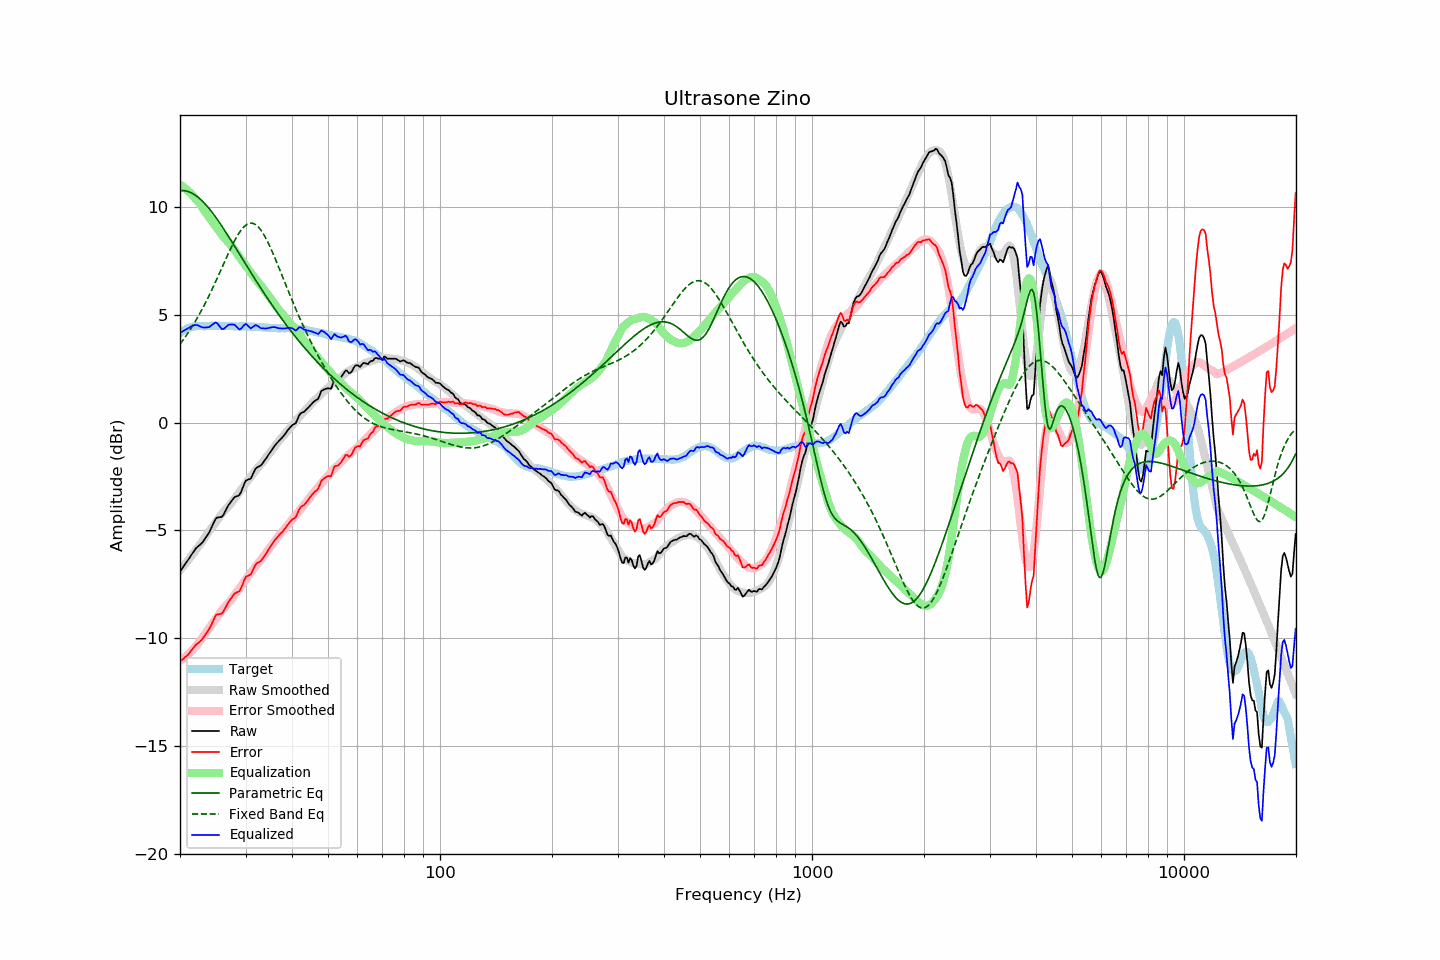 Ultrasone Zino
Amplitude (dBr)
10
5
0
−5
−10
−15
−20
Target
Raw Smoothed
Error Smoothed
Raw
Error
Equalization
Parametric Eq
Fixed Band Eq
Equalized
100
1000
10000
Frequency (Hz)